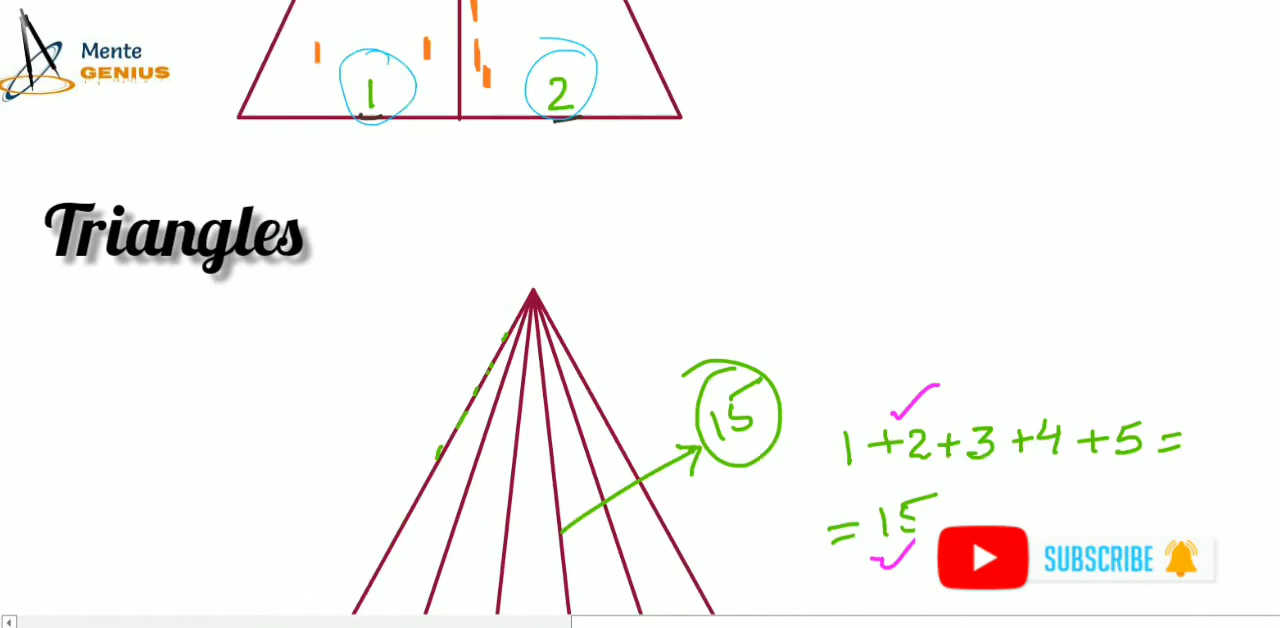 Mente
GENIUS
1 2
Triangles
15
1+2+3+4+5=
=15
SUBSCRIBE